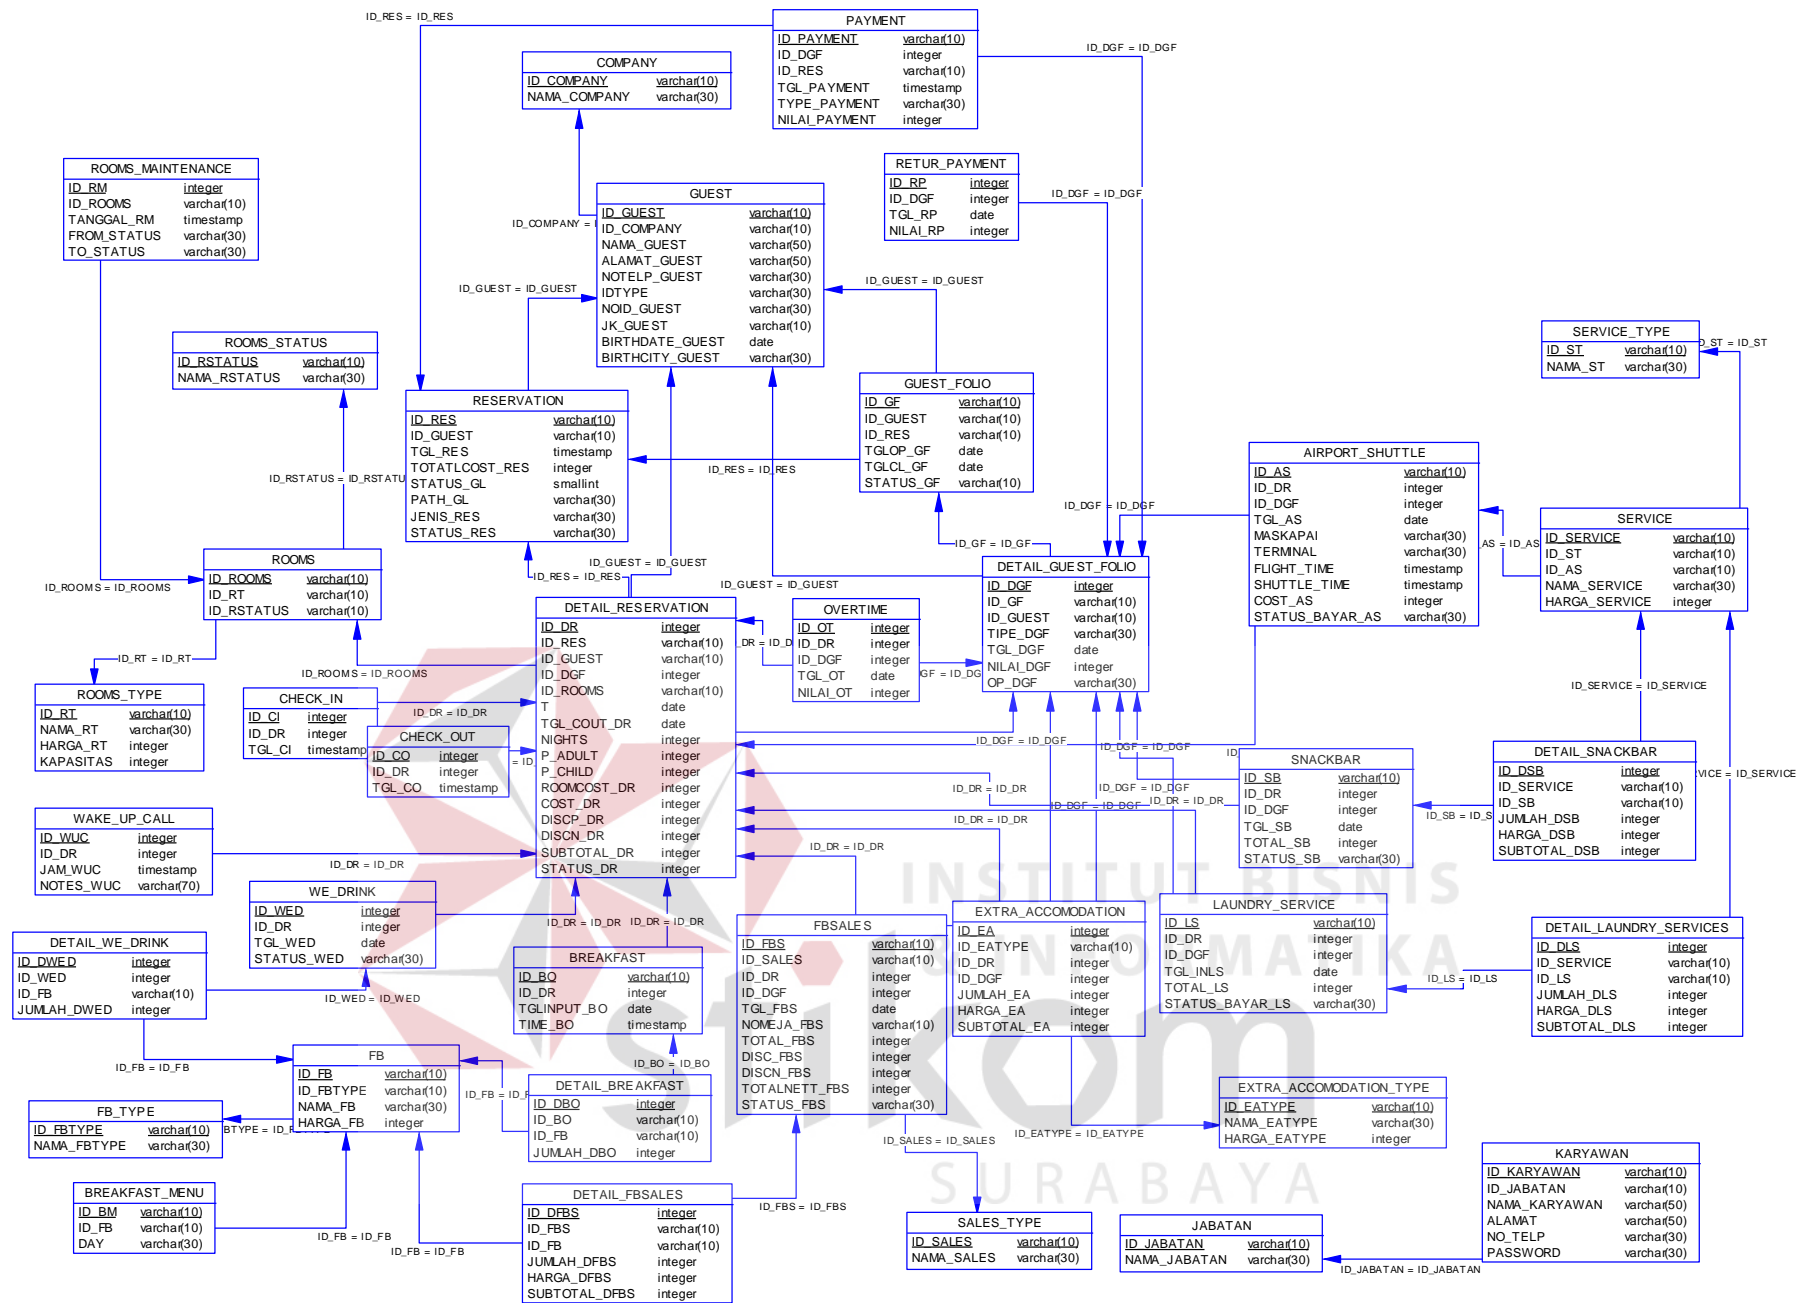 PAYMENT
ID_PAYMENT varchar(10)
ID_DGF integer
ID_RES varchar(10)
TGL_PAYMENT timestamp
TYPE_PAYMENT varchar(30)
NILAI_PAYMENT integer
ID_RES = ID_RES
ID_DGF = ID_DGF
COMPANY
ID_COMPANY varchar(10)
NAMA_COMPANY varchar(30)
ROOMS_MAINTENANCE
ID_RM integer
ID_ROOMS varchar(10)
TANGGAL_RM timestamp
FROM_STATUS varchar(30)
TO_STATUS varchar(30)
RETUR_PAYMENT
ID_RP integer
ID_DGF integer
TGL_RP date
NILAI_RP integer
ID_DGF = ID_DGF
GUEST
ID_GUEST varchar(10)
ID_COMPANY varchar(10)
NAMA_GUEST varchar(50)
ALAMAT_GUEST varchar(50)
NOTELP_GUEST varchar(30)
IDTYPE varchar(30)
NOID_GUEST varchar(30)
JK_GUEST varchar(10)
BIRTHDATE_GUEST date
BIRTHCITY_GUEST varchar(30)
ID_COMPANY = I
ID_GUEST = ID_GUEST
ID_GUEST = ID_GUEST
ROOMS_STATUS
ID_RSTATUS varchar(10)
NAMA_RSTATUS varchar(30)
SERVICE_TYPE
ID_ST varchar(10)
NAMA_ST varchar(30)
D_ST = ID_ST
RESERVATION
ID_RES varchar(10)
ID_GUEST varchar(10)
TGL_RES timestamp
TOTATLCOST_RES integer
STATUS_GL smallint
PATH_GL varchar(30)
JENIS_RES varchar(30)
STATUS_RES varchar(30)
GUEST_FOLIO
ID_GF varchar(10)
ID_GUEST varchar(10)
ID_RES varchar(10)
TGLOP_GF date
TGLCL_GF date
STATUS_GF varchar(10)
ID_RES = ID_RES
ID_RSTATUS = ID_RSTATU
AIRPORT_SHUTTLE
ID_AS varchar(10)
ID_DR integer
ID_DGF integer
TGL_AS date
MASKAPAI varchar(30)
TERMINAL varchar(30)
FLIGHT_TIME timestamp
SHUTTLE_TIME timestamp
COST_AS integer
STATUS_BAYAR_AS varchar(30)
ID_DGF = ID_DGF
_AS = ID_AS
SERVICE
ID_SERVICE varchar(10)
ID_ST varchar(10)
ID_AS varchar(10)
NAMA_SERVICE varchar(30)
HARGA_SERVICE integer
ROOMS
ID_ROOMS varchar(10)
ID_RT varchar(10)
ID_RSTATUS varchar(10)
ID_ROOMS = ID_ROOMS
ID_RT = ID_RT
ID_ROOMS = ID_ROOMS
ID_GUEST = ID_GUEST
ID_RES = ID_RES
ID_GUEST = ID_GUEST
ID_GF = ID_GF
DETAIL_GUEST_FOLIO
ID_DGF integer
ID_GF varchar(10)
ID_GUEST varchar(10)
TIPE_DGF varchar(30)
TGL_DGF date
NILAI_DGF integer
OP_DGF varchar(30)
DETAIL_RESERVATION
ID_DR integer
ID_RES varchar(10)
ID_GUEST varchar(10)
ID_DGF integer
ID_ROOMS varchar(10)
T date
TGL_COUT_DR date
NIGHTS integer
P_ADULT integer
P_CHILD integer
ROOMCOST_DR integer
COST_DR integer
DISCP_DR integer
DISCN_DR integer
SUBTOTAL_DR integer
STATUS_DR integer
OVERTIME
ID_OT integer
ID_DR integer
ID_DGF integer
TGL_OT date
NILAI_OT integer
_DR = ID_D
GF = ID_DG
ROOMS_TYPE
ID_RT varchar(10)
NAMA_RT varchar(30)
HARGA_RT integer
KAPASITAS integer
CHECK_IN
ID_CI integer
ID_DR integer
TGL_CI timestamp
ID_DR = ID_DR
CHECK_OUT
ID_CO integer
ID_DR integer
TGL_CO timestamp
= ID_
ID_SERVICE = ID_SERVICE
ID_DGF = ID_DGF
ID_DGF = ID_DGF
ID_DGF = ID_DGF
ID_DGF = ID_DGF
ID_DR = ID_DR
ID_DR = ID_DR
ID_DR = ID_DR
ID_DR = ID_DR
ID_
SNACKBAR
ID_SB varchar(10)
ID_DR integer
ID_DGF integer
TGL_SB date
TOTAL_SB integer
STATUS_SB varchar(30)
ID_SB = ID_S
DETAIL_SNACKBAR
ID_DSB integer
ID_SERVICE varchar(10)
ID_SB varchar(10)
JUMLAH_DSB integer
HARGA_DSB integer
SUBTOTAL_DSB integer
VICE = ID_SERVICE
WAKE_UP_CALL
ID_WUC integer
ID_DR integer
JAM_WUC timestamp
NOTES_WUC varchar(70)
ID_DR = ID_DR
WE_DRINK
ID_WED integer
ID_DR integer
TGL_WED date
STATUS_WED varchar(30)
ID_DR = ID_DR
ID_DR = ID_DR
INSTITUT BISNIS
& INFORMATIKA
stikom
SURABAYA
DETAIL_WE_DRINK
ID_DWED integer
ID_WED integer
ID_FB varchar(10)
JUMLAH_DWED integer
ID_WED = ID_WED
BREAKFAST
ID_BO varchar(10)
ID_DR integer
TGLINPUT_BO date
TIME_BO timestamp
ID_BO = ID_BO
FBSALES
ID_FBS varchar(10)
ID_SALES varchar(10)
ID_DR integer
ID_DGF integer
TGL_FBS date
NOMEJA_FBS varchar(10)
TOTAL_FBS integer
DISC_FBS integer
DISCN_FBS integer
TOTALNETT_FBS integer
STATUS_FBS varchar(30)
EXTRA_ACCOMODATION
ID_EA integer
ID_EATYPE varchar(10)
ID_DR integer
ID_DGF integer
JUMLAH_EA integer
HARGA_EA integer
SUBTOTAL_EA integer
LAUNDRY_SERVICE
ID_LS varchar(10)
ID_DR integer
ID_DGF integer
TGL_INLS date
TOTAL_LS integer
STATUS_BAYAR_LS varchar(30)
ID_LS = ID_LS
DETAIL_LAUNDRY_SERVICES
ID_DLS integer
ID_SERVICE varchar(10)
ID_LS varchar(10)
JUMLAH_DLS integer
HARGA_DLS integer
SUBTOTAL_DLS integer
FB
ID_FB varchar(10)
ID_FBTYPE varchar(10)
NAMA_FB varchar(30)
HARGA_FB integer
ID_FB = ID_FB
ID_FB = ID_F
DETAIL_BREAKFAST
ID_DBO integer
ID_BO varchar(10)
ID_FB varchar(10)
JUMLAH_DBO integer
FB_TYPE
ID_FBTYPE varchar(10)
NAMA_FBTYPE varchar(30)
EXTRA_ACCOMODATION_TYPE
ID_EATYPE varchar(10)
NAMA_EATYPE varchar(30)
HARGA_EATYPE integer
ID_EATYPE = ID_EATYPE
ID_SALES = ID_SALES
BREAKFAST_MENU
ID_BM varchar(10)
ID_FB varchar(10)
DAY varchar(30)
ID_FB = ID_FB
ID_FB = ID_FB
DETAIL_FBSALES
ID_DFBS integer
ID_FBS varchar(10)
ID_FB varchar(10)
JUMLAH_DFBS integer
HARGA_DFBS integer
SUBTOTAL_DFBS integer
ID_FBS = ID_FBS
SALES_TYPE
ID_SALES varchar(10)
NAMA_SALES varchar(30)
JABATAN
ID_JABATAN varchar(10)
NAMA_JABATAN varchar(30)
ID_JABATAN = ID_JABATAN
KARYAWAN
ID_KARYAWAN varchar(10)
ID_JABATAN varchar(10)
NAMA_KARYAWAN varchar(50)
ALAMAT varchar(50)
NO_TELP varchar(30)
PASSWORD varchar(30)